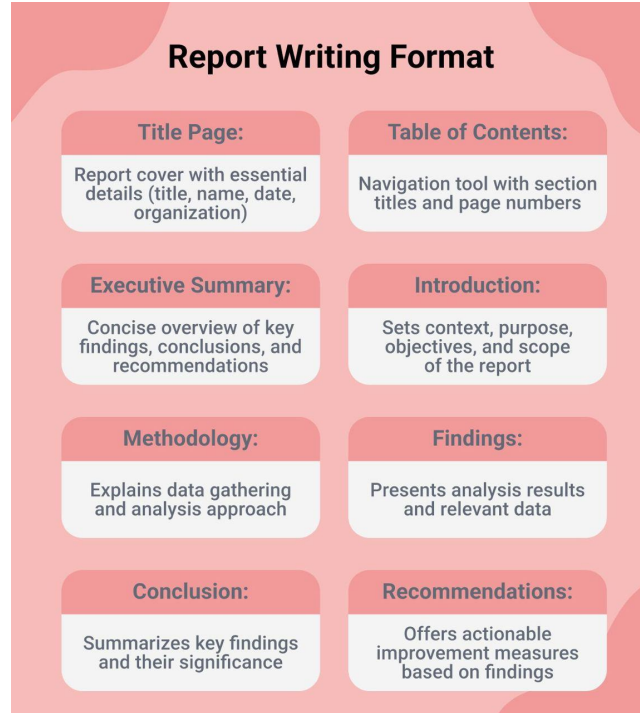 Report Writing Format
Title Page:
Report cover with essential
details (title, name, date,
organization)
Table of Contents:
Navigation tool with section
titles and page numbers
Executive Summary:
Concise overview of key
findings, conclusions, and
recommendations
Introduction:
Sets context, purpose,
objectives, and scope
of the report
Methodology:
Explains data gathering
and analysis approach
Findings:
Presents analysis results
and relevant data
Conclusion:
Summarizes key findings
and their significance
Recommendations:
Offers actionable
improvement measures
based on findings